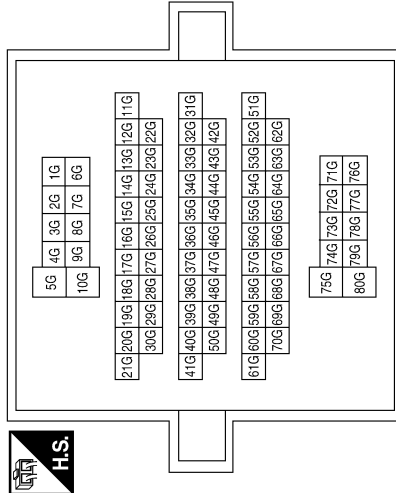 H.S.
5G 4G 3G 2G 1G
10G 9G 8G 7G 6G
21G 20G 19G 18G 17G 16G 15G 14G 13G 12G 11G
30G 29G 28G 27G 26G 25G 24G 23G 22G
41G 40G 39G 38G 37G 36G 35G 34G 33G 32G 31G
50G 49G 48G 47G 46G 45G 44G 43G 42G
61G 60G 59G 58G 57G 56G 55G 54G 53G 52G 51G
70G 69G 68G 67G 66G 65G 64G 63G 62G
75G 74G 73G 72G 71G
80G 79G 78G 77G 76G